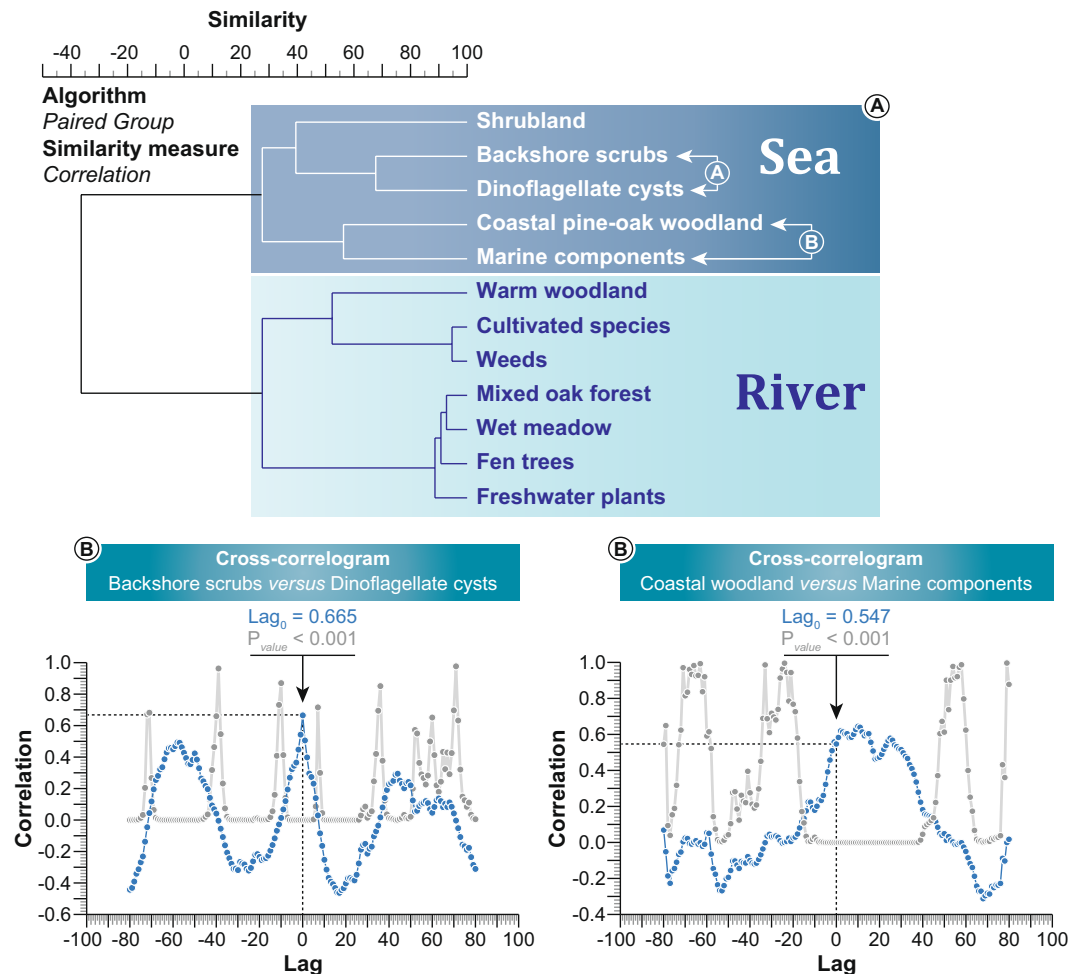 Similarity
-40 -20 0 20 40 60 80 100
Algorithm
Paired Group
Similarity measure
Correlation
A
Sea
Shrubland
Backshore scrubs
A
Dinoflagellate cysts
Coastal pine-oak woodland
B
Marine components
River
Warm woodland
Cultivated species
Weeds
Mixed oak forest
Wet meadow
Fen trees
Freshwater plants
B
Cross-correlogram
Backshore scrubs versus Dinoflagellate cysts
Lag0 = 0.665
Pvalue < 0.001
Correlation
1.0
0.8
0.6
0.4
0.2
0.0
-0.2
-0.4
-0.6
-100 -80 -60 -40 -20 0 20 40 60 80 100
Lag
B
Cross-correlogram
Coastal woodland versus Marine components
Lag0 = 0.547
Pvalue < 0.001
Correlation
1.0
0.8
0.6
0.4
0.2
0.0
-0.2
-0.4
-100 -80 -60 -40 -20 0 20 40 60 80 100
Lag